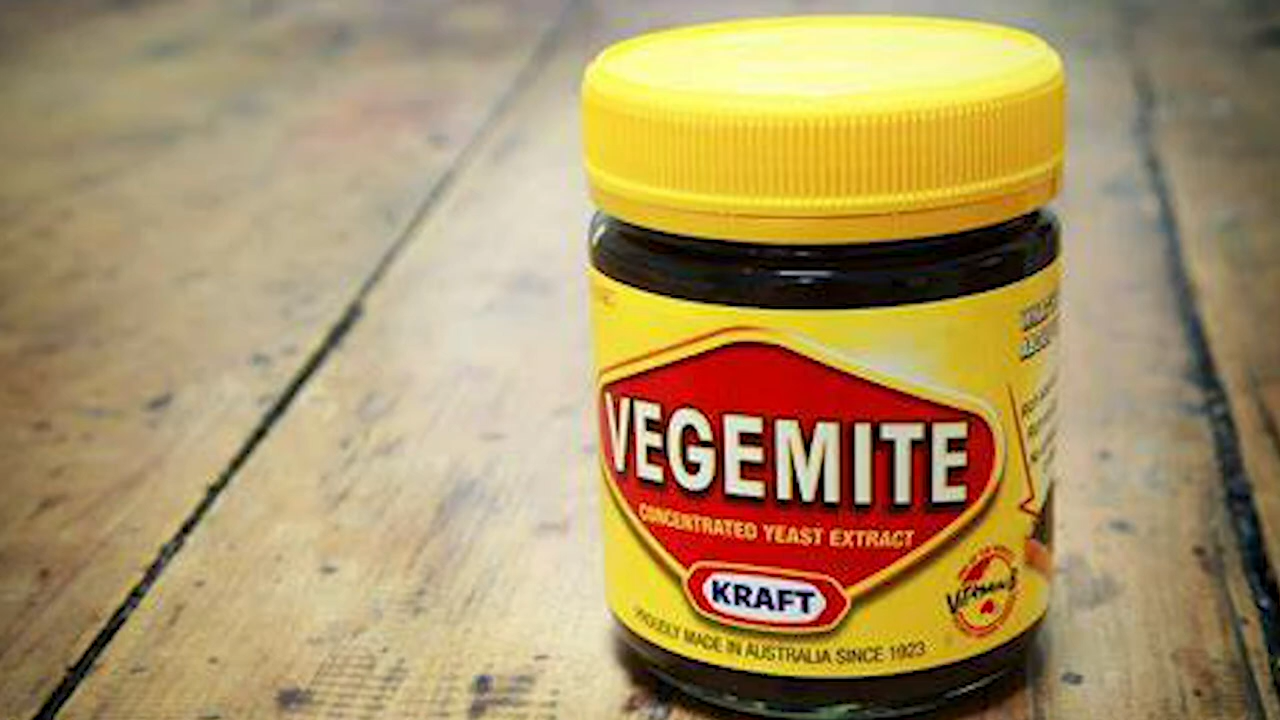 VEGEMITE
CONCENTRATED YEAST EXTRACT
KRAFT
PROUDLY MADE IN AUSTRALIA SINCE 1923